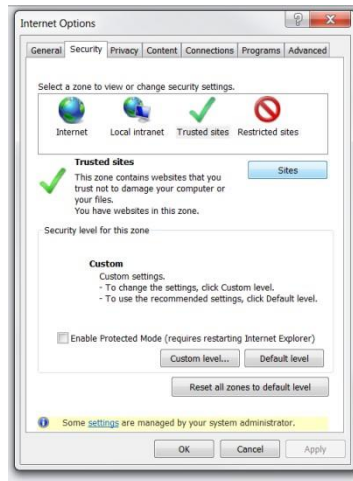 Internet Options
General Security Privacy Content Connections Programs Advanced
Select a zone to view or change security settings.
Internet Local intranet Trusted sites Restricted sites
Trusted sites
This zone contains websites that you
trust not to damage your computer or
your files.
You have websites in this zone.
Sites
Security level for this zone
Custom
Custom settings.
- To change the settings, click Custom level.
- To use the recommended settings, click Default level.
Enable Protected Mode (requires restarting Internet Explorer)
Custom level... Default level
Reset all zones to default level
Some settings are managed by your system administrator.
OK Cancel Apply